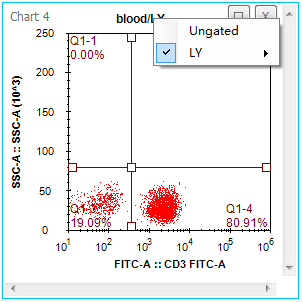 Chart 4
blood/LY
Ungated
LY
Q1-1
0.00%
250
200
150
100
50
0
SSC-A :: SSC-A (10^3)
Q1-
19.09%
Q1-4
80.91%
10^1
10^2
10^3
10^4
10^5
10^6
FITC-A :: CD3 FITC-A